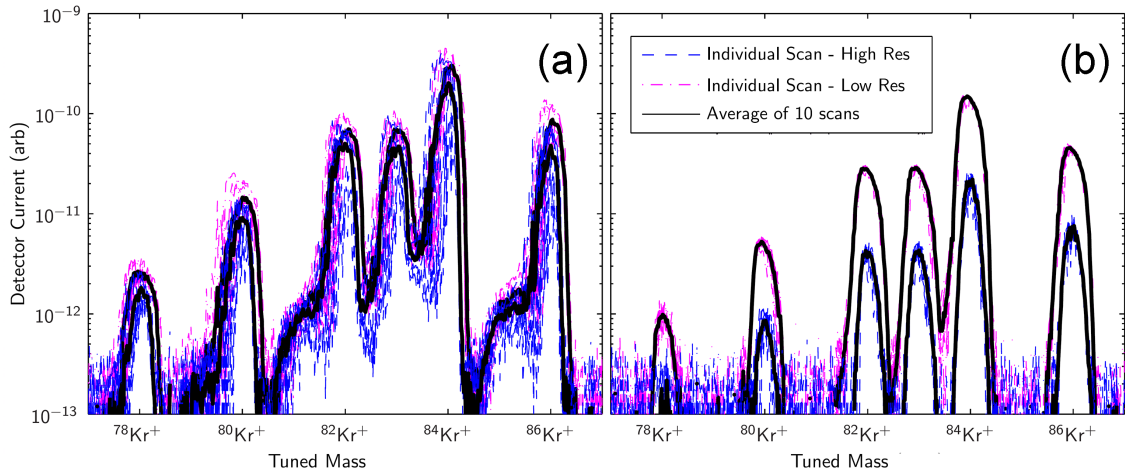 10⁻⁹
10⁻¹⁰
10⁻¹¹
10⁻¹²
10⁻¹³
Detector Current (arb)
(a)
⁷⁸Kr⁺ ⁸⁰Kr⁺ ⁸²Kr⁺ ⁸⁴Kr⁺ ⁸⁶Kr⁺
Tuned Mass
(b)
Individual Scan - High Res
Individual Scan - Low Res
Average of 10 scans
⁷⁸Kr⁺ ⁸⁰Kr⁺ ⁸²Kr⁺ ⁸⁴Kr⁺ ⁸⁶Kr⁺
Tuned Mass